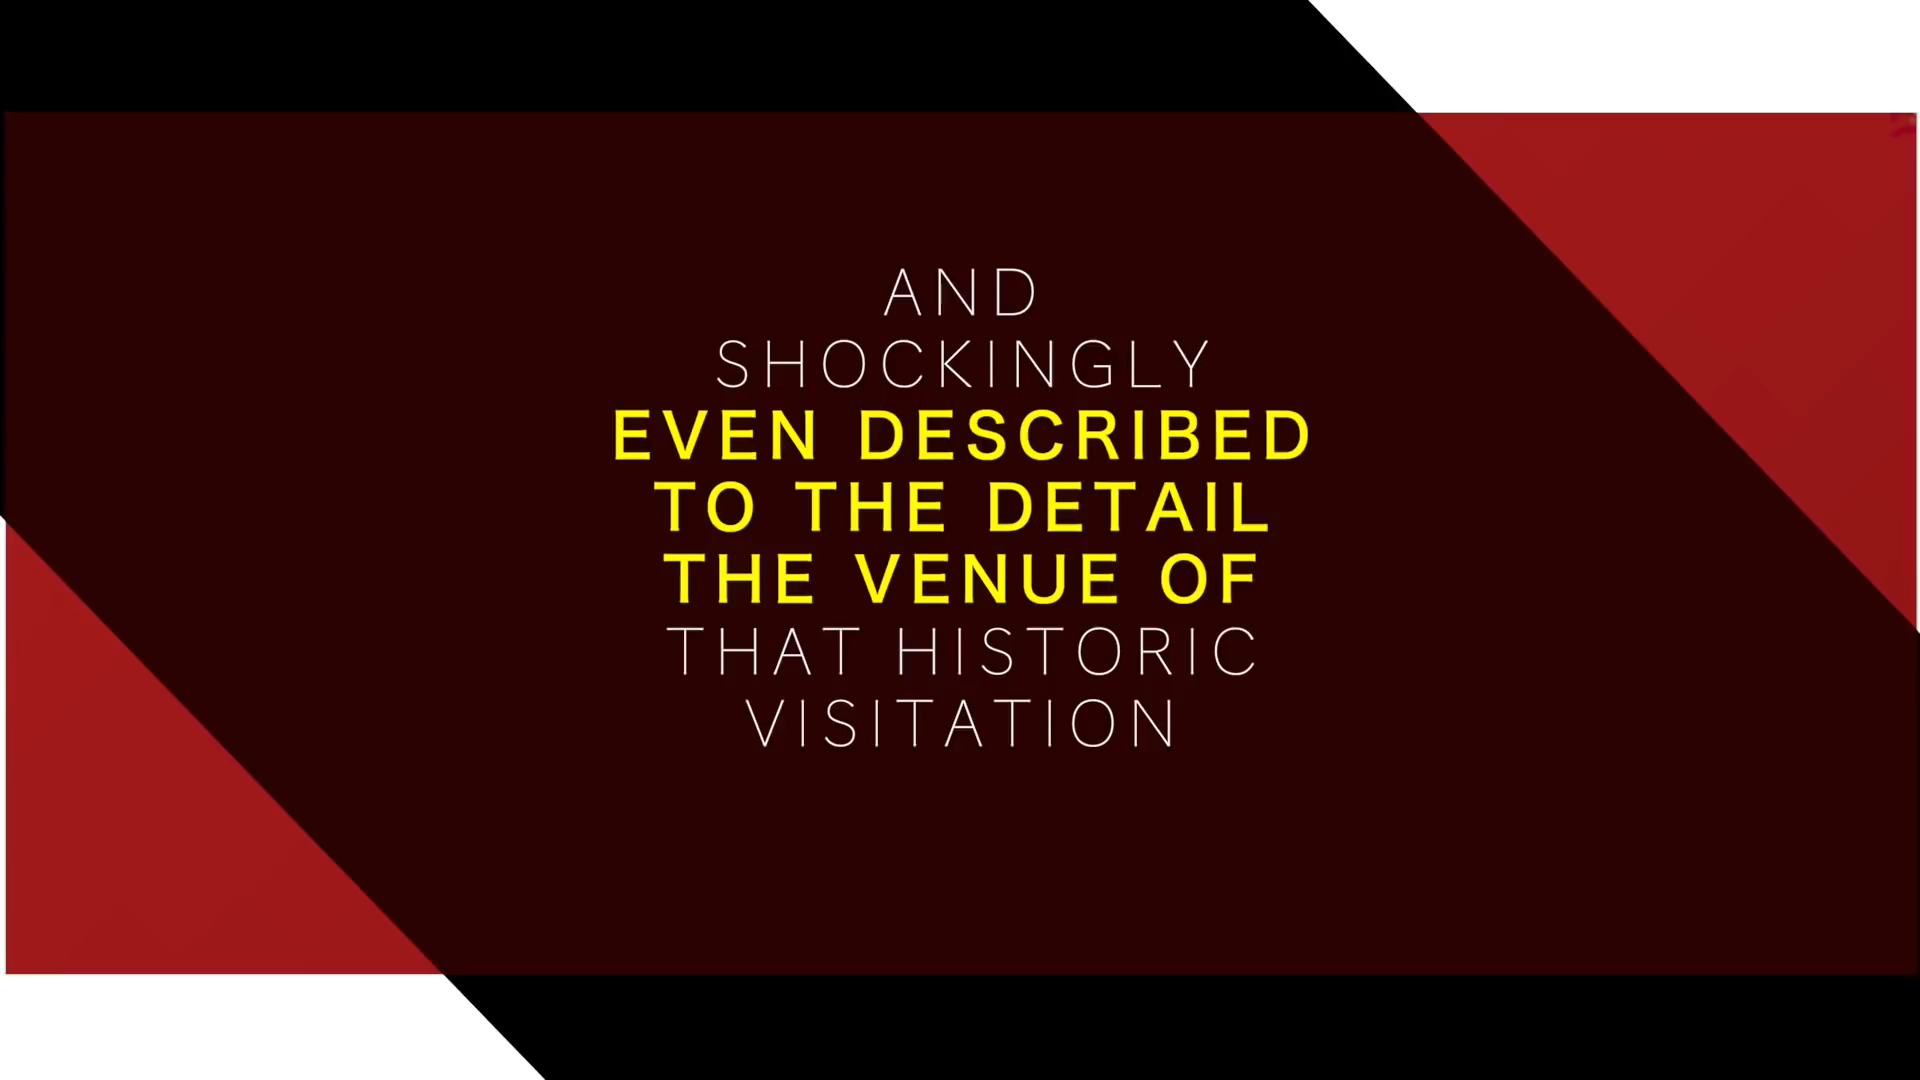 AND
SHOCKINGLY
EVEN DESCRIBED
TO THE DETAIL
THE VENUE OF
THAT HISTORIC
VISITATION